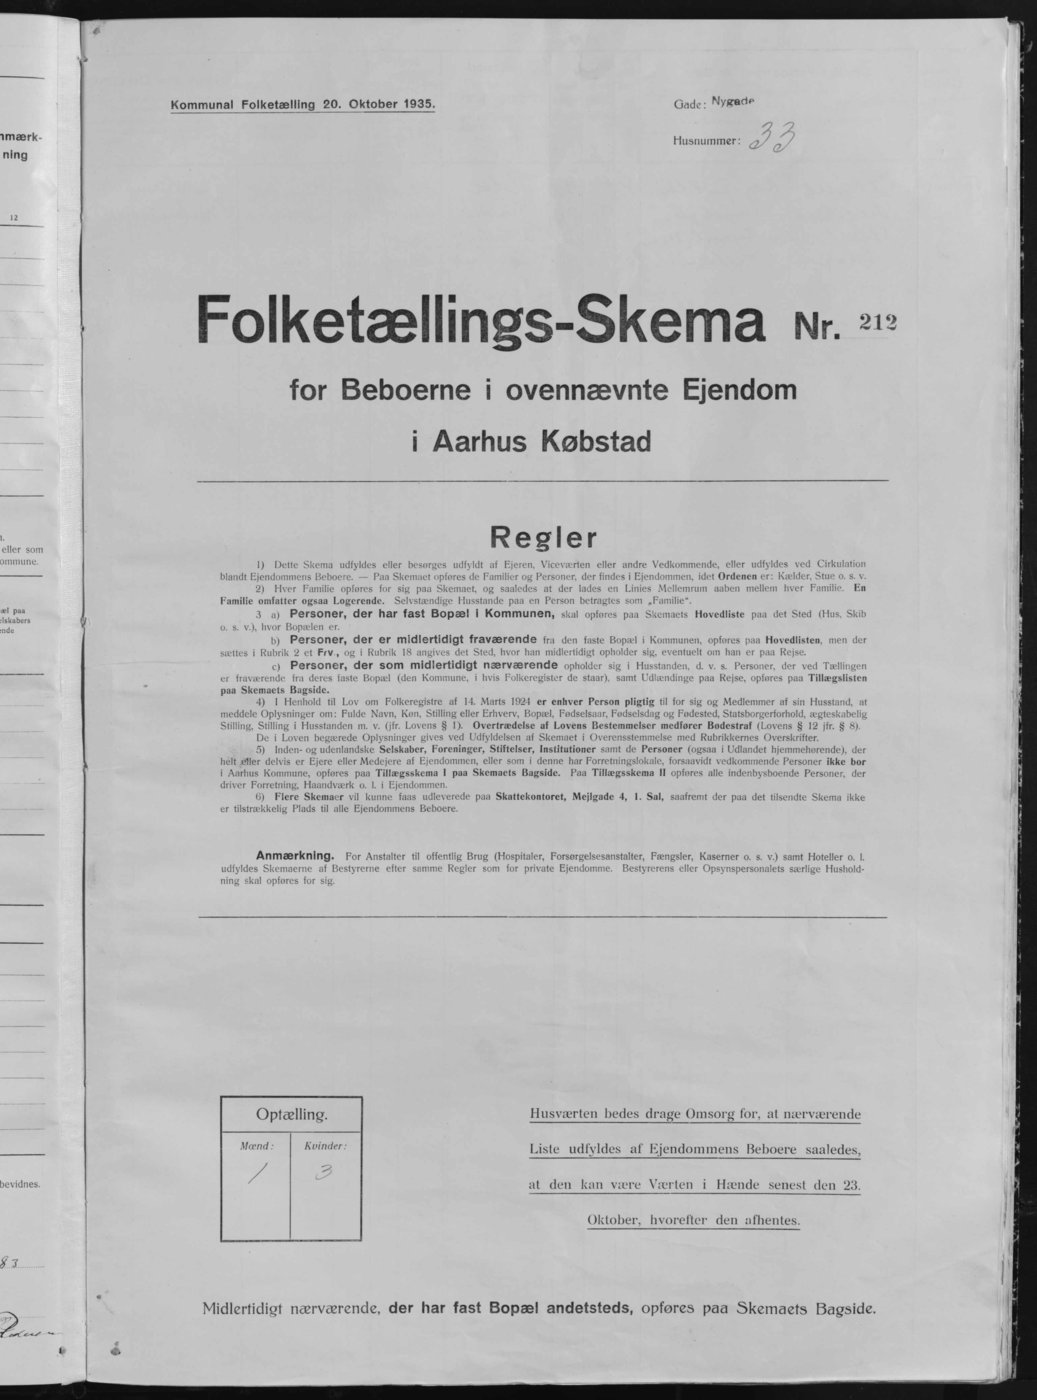 nmærk-
ning
12
eller som
ommune.
æl paa
elskabers
ende
bevidnes.
83
Kommunal Folketælling 20. Oktober 1935.
Gade: Nygade
Husnummer: 33
Folketællings-Skema Nr. 212
for Beboerne i ovennævnte Ejendom
i Aarhus Købstad
Regler
1) Dette Skema udfyldes eller besørges udfyldt af Ejeren, Viceværten eller andre Vedkommende, eller udfyldes ved Cirkulation
blandt Ejendommens Beboere. — Paa Skemaet opføres de Familier og Personer, der findes i Ejendommen, idet Ordenen er: Kælder, Stue o. s. v.
2) Hver Familie opføres for sig paa Skemaet, og saaledes at der lades en Linies Mellemrum aaben mellem hver Familie. En
Familie omfatter ogsaa Logerende. Selvstændige Husstande paa en Person betragtes som „Familie“.
3 a) Personer, der har fast Bopæl i Kommunen, skal opføres paa Skemaets Hovedliste paa det Sted (Hus, Skib
o. s. v.), hvor Bopælen er.
b) Personer, der er midlertidigt fraværende fra den faste Bopæl i Kommunen, opføres paa Hovedlisten, men der
sættes i Rubrik 2 et Frv., og i Rubrik 18 angives det Sted, hvor han midlertidigt opholder sig, eventuelt om han er paa Rejse.
c) Personer, der som midlertidigt nærværende opholder sig i Husstanden, d. v. s. Personer, der ved Tællingen
er fraværende fra deres faste Bopæl (den Kommune, i hvis Folkeregister de staar), samt Udlændinge paa Rejse, opføres paa Tillægslisten
paa Skemaets Bagside.
4) I Henhold til Lov om Folkeregistre af 14. Marts 1924 er enhver Person pligtig til for sig og Medlemmer af sin Husstand, at
meddele Oplysninger om: Fulde Navn, Køn, Stilling eller Erhverv, Bopæl, Fødselsaar, Fødselsdag og Fødested, Statsborgerforhold, ægteskabelig
Stilling, Stilling i Husstanden m. v. (jfr. Lovens § 1). Overtrædelse af Lovens Bestemmelser medfører Bødestraf (Lovens § 12 jfr. § 8).
De i Loven begærede Oplysninger gives ved Udfyldelsen af Skemaet i Overensstemmelse med Rubrikkernes Overskrifter.
5) Inden- og udenlandske Selskaber, Foreninger, Stiftelser, Institutioner samt de Personer (ogsaa i Udlandet hjemmehørende), der
helt eller delvis er Ejere eller Medejere af Ejendommen, eller som i denne har Forretningslokale, forsaavidt vedkommende Personer ikke bor
i Aarhus Kommune, opføres paa Tillægsskema I paa Skemaets Bagside. Paa Tillægsskema II opføres alle indenbysboende Personer, der
driver Forretning, Haandværk o. l. i Ejendommen.
6) Flere Skemaer vil kunne faas udleverede paa Skattekontoret, Mejlgade 4, 1. Sal, saafremt der paa det tilsendte Skema ikke
er tilstrækkelig Plads til alle Ejendommens Beboere.
Anmærkning. For Anstalter til offentlig Brug (Hospitaler, Forsørgelsesanstalter, Fængsler, Kaserner o. s. v.) samt Hoteller o. l.
udfyldes Skemaerne af Bestyrerne efter samme Regler som for private Ejendomme. Bestyrerens eller Opsynspersonalets særlige Hushold-
ning skal opføres for sig.
Optælling.
Mænd: Kvinder:
1 3
Husværten bedes drage Omsorg for, at nærværende
Liste udfyldes af Ejendommens Beboere saaledes,
at den kan være Værten i Hænde senest den 23.
Oktober, hvorefter den afhentes.
Midlertidigt nærværende, der har fast Bopæl andetsteds, opføres paa Skemaets Bagside.